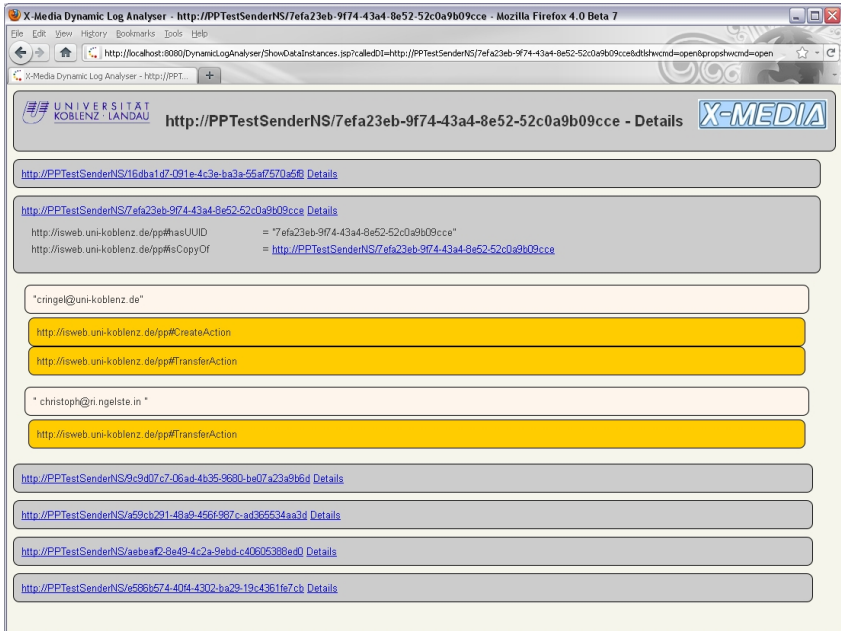 X-Media Dynamic Log Analyser - http://PPTestSenderNS/7efa23eb-9f74-43a4-8e52-52c0a9b09cce - Mozilla Firefox 4.0 Beta 7
File Edit View History Bookmarks Tools Help
http://localhost:8080/DynamicLogAnalyser/ShowDataInstances.jsp?calledDI=http://PPTestSenderNS/7efa23eb-9f74-43a4-8e52-52c0a9b09cce&dtlshwcmd=open&propshwcmd=open
X-Media Dynamic Log Analyser - http://PPT...
UNIVERSITÄT
KOBLENZ · LANDAU
http://PPTestSenderNS/7efa23eb-9f74-43a4-8e52-52c0a9b09cce - Details
X-MEDIA
http://PPTestSenderNS/16dba1d7-091e-4c3e-ba3a-55af7570a5f8 Details
http://PPTestSenderNS/7efa23eb-9f74-43a4-8e52-52c0a9b09cce Details
http://isweb.uni-koblenz.de/pp#hasUUID = "7efa23eb-9f74-43a4-8e52-52c0a9b09cce"
http://isweb.uni-koblenz.de/pp#isCopyOf = http://PPTestSenderNS/7efa23eb-9f74-43a4-8e52-52c0a9b09cce
"cringel@uni-koblenz.de"
http://isweb.uni-koblenz.de/pp#CreateAction
http://isweb.uni-koblenz.de/pp#TransferAction
" christoph@ri.ngelste.in "
http://isweb.uni-koblenz.de/pp#TransferAction
http://PPTestSenderNS/9c9d07c7-06ad-4b35-9680-be07a23a9b6d Details
http://PPTestSenderNS/a59cb291-48a9-456f-987c-ad365534aa3d Details
http://PPTestSenderNS/aebeaff2-8e49-4c2a-9ebd-c40605388ed0 Details
http://PPTestSenderNS/e586b574-40f4-4302-ba29-19c4361fe7cb Details